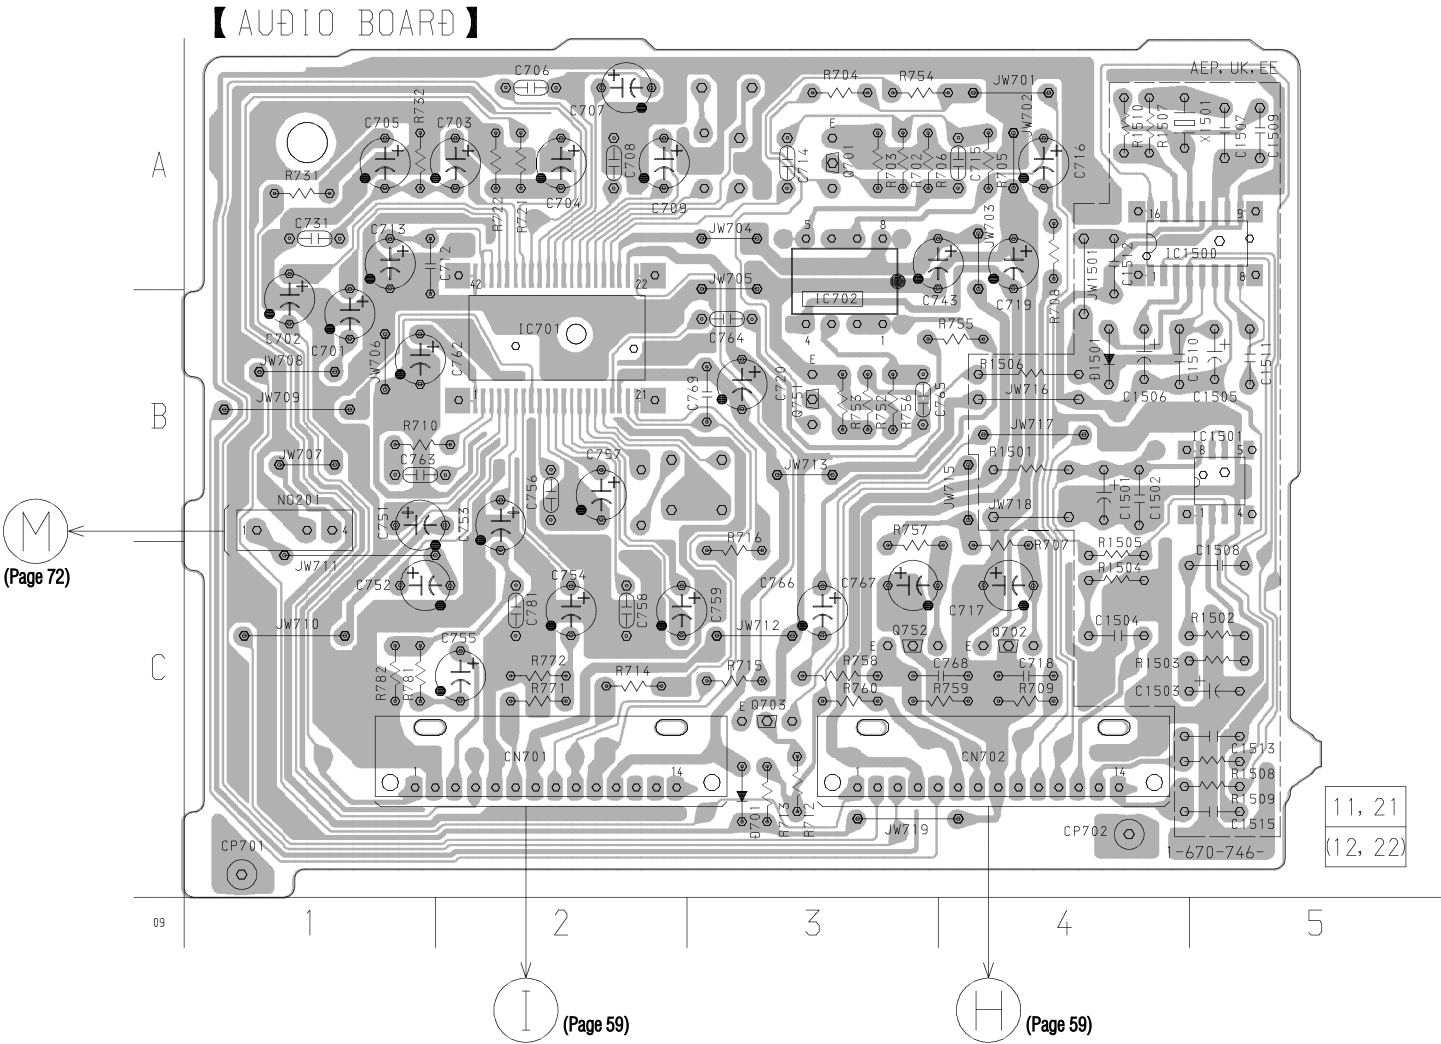 【 AUDIO BOARD 】
AEP, UK, EE
C706
R704
R754
JW701
C707
R732
JW702
C705
C703
C708
C714
E
Q701
R703
R702
R706
C715
R705
C716
R1510
R1507
X1501
C1507
C1509
A
R731
R722
R721
C704
C709
C731
C713
C712
JW704
5
8
JW703
16
9
IC1500
1
8
JW1501
C1512
42
22
JW705
IC702
C743
C719
R708
C702
C701
IC701
C764
4
1
R755
D1501
C1510
C1511
JW708
JW706
C762
C769
C720
E
Q751
R753
R752
R756
C765
R1506
JW716
C1506
C1505
JW709
1
21
B
R710
JW717
IC1501
8
5
JW707
C763
C757
C756
JW713
JW715
R1501
C1501
C1502
NO201
1
4
C751
C753
JW718
1
4
M
(Page 72)
JW711
R716
R757
R707
R1505
R1504
C1508
C752
C754
C781
C758
C759
C766
C767
C717
JW710
JW712
E
Q752
E
Q702
C1504
R1502
C
C755
R782
R781
R772
R771
R714
R715
R758
R760
C768
R759
C718
R709
R1503
C1503
E
Q703
CN701
1
14
CN702
1
14
C1513
R1508
R1509
C1515
D701
R713
R712
JW719
CP701
CP702
1-670-746-
11, 21
(12, 22)
09
1
2
3
4
5
I
(Page 59)
H
(Page 59)